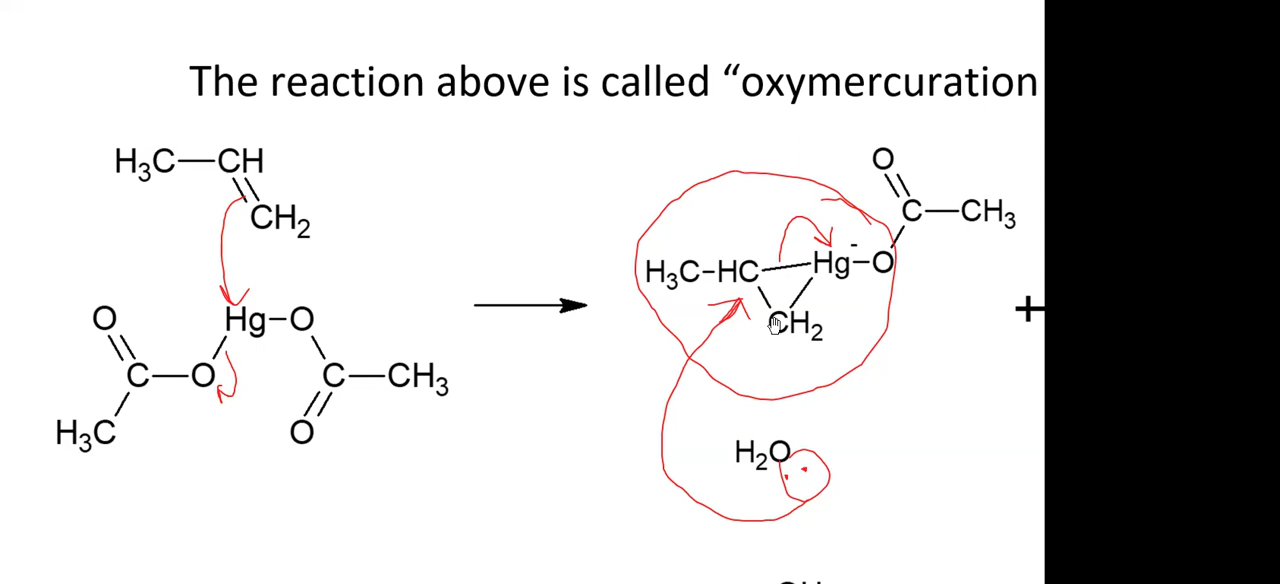 The reaction above is called “oxymercuration
H₃C—CH
CH₂
O
Hg–O
C—O
C—CH₃
H₃C
O
O
C—CH₃
H₃C–HC
Hg⁻–O
CH₂
+
H₂O